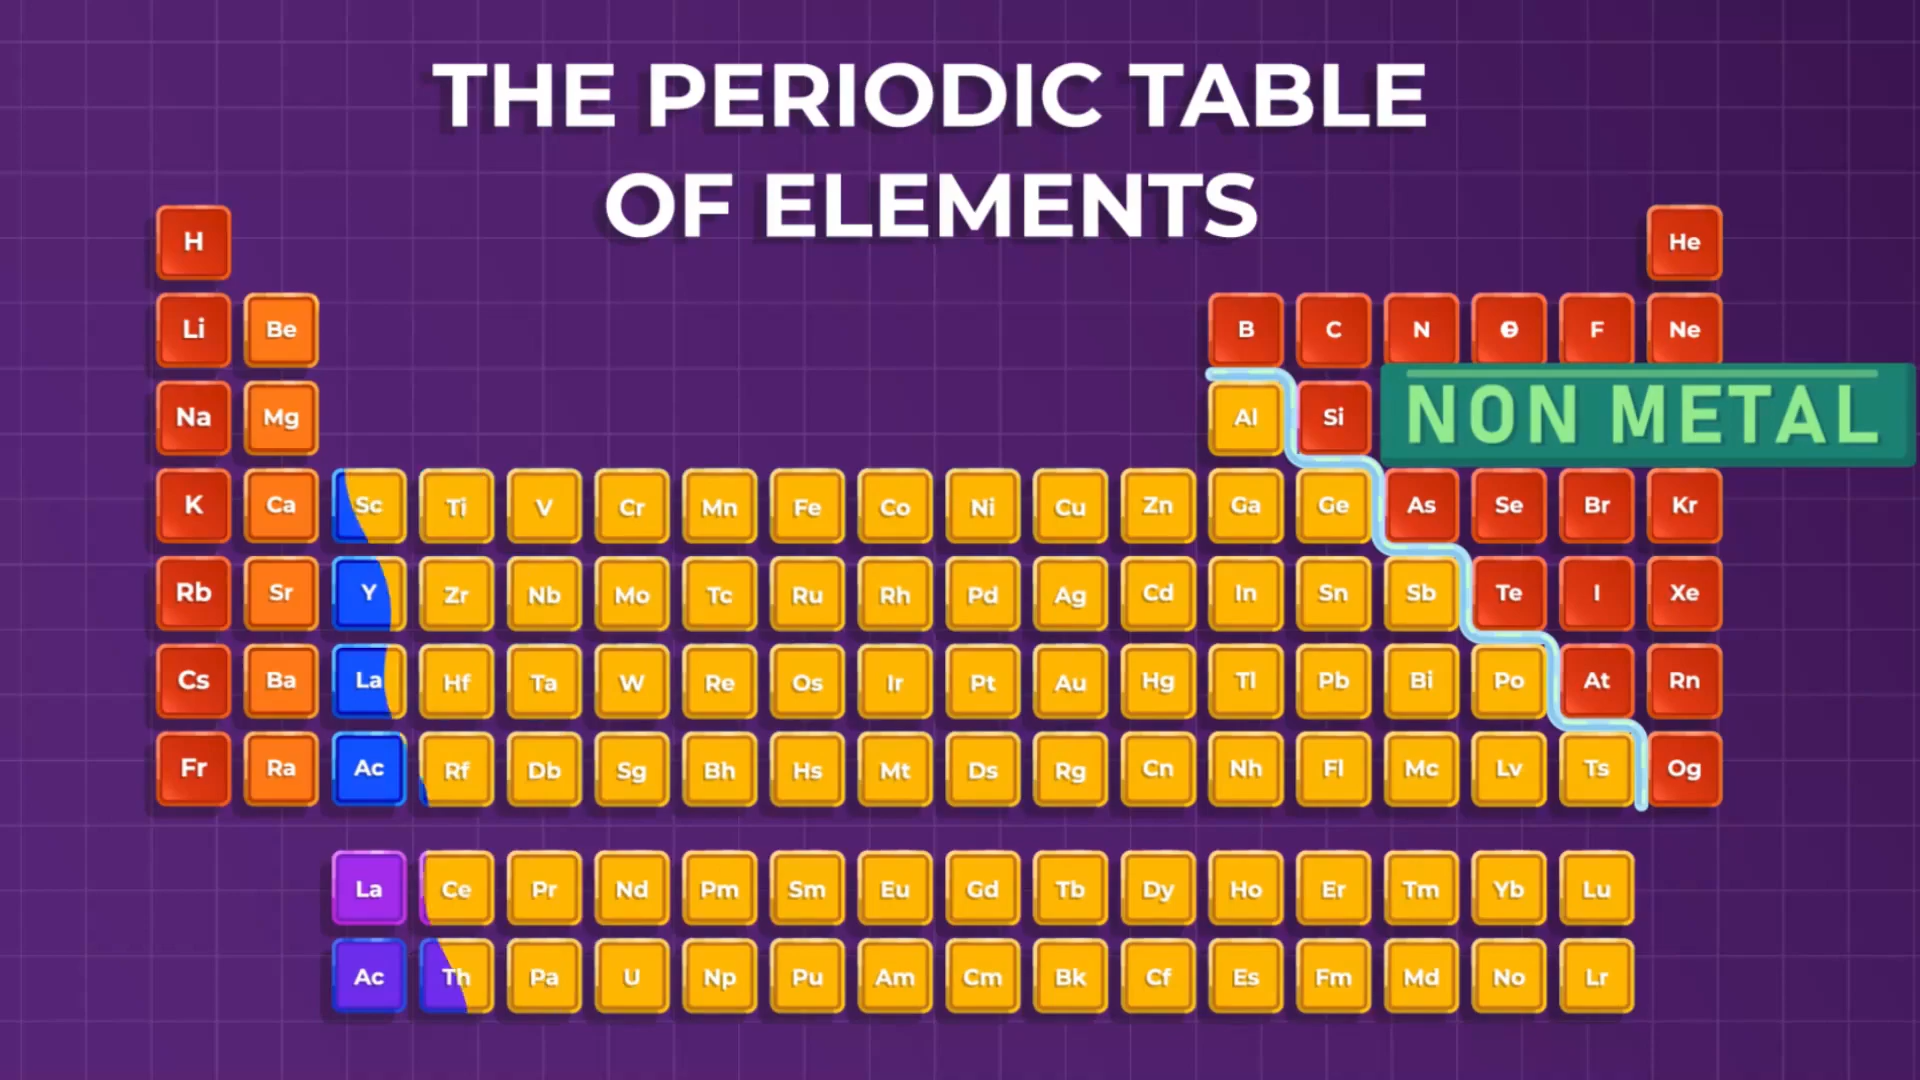 THE PERIODIC TABLE
OF ELEMENTS
H He
Li Be B C N F Ne
Na Mg Al Si NON METAL
K Ca Sc Ti V Cr Mn Fe Co Ni Cu Zn Ga Ge As Se Br Kr
Rb Sr Y Zr Nb Mo Tc Ru Rh Pd Ag Cd In Sn Sb Te I Xe
Cs Ba La Hf Ta W Re Os Ir Pt Au Hg Tl Pb Bi Po At Rn
Fr Ra Ac Rf Db Sg Bh Hs Mt Ds Rg Cn Nh Fl Mc Lv Ts Og
La Ce Pr Nd Pm Sm Eu Gd Tb Dy Ho Er Tm Yb Lu
Ac Th Pa U Np Pu Am Cm Bk Cf Es Fm Md No Lr